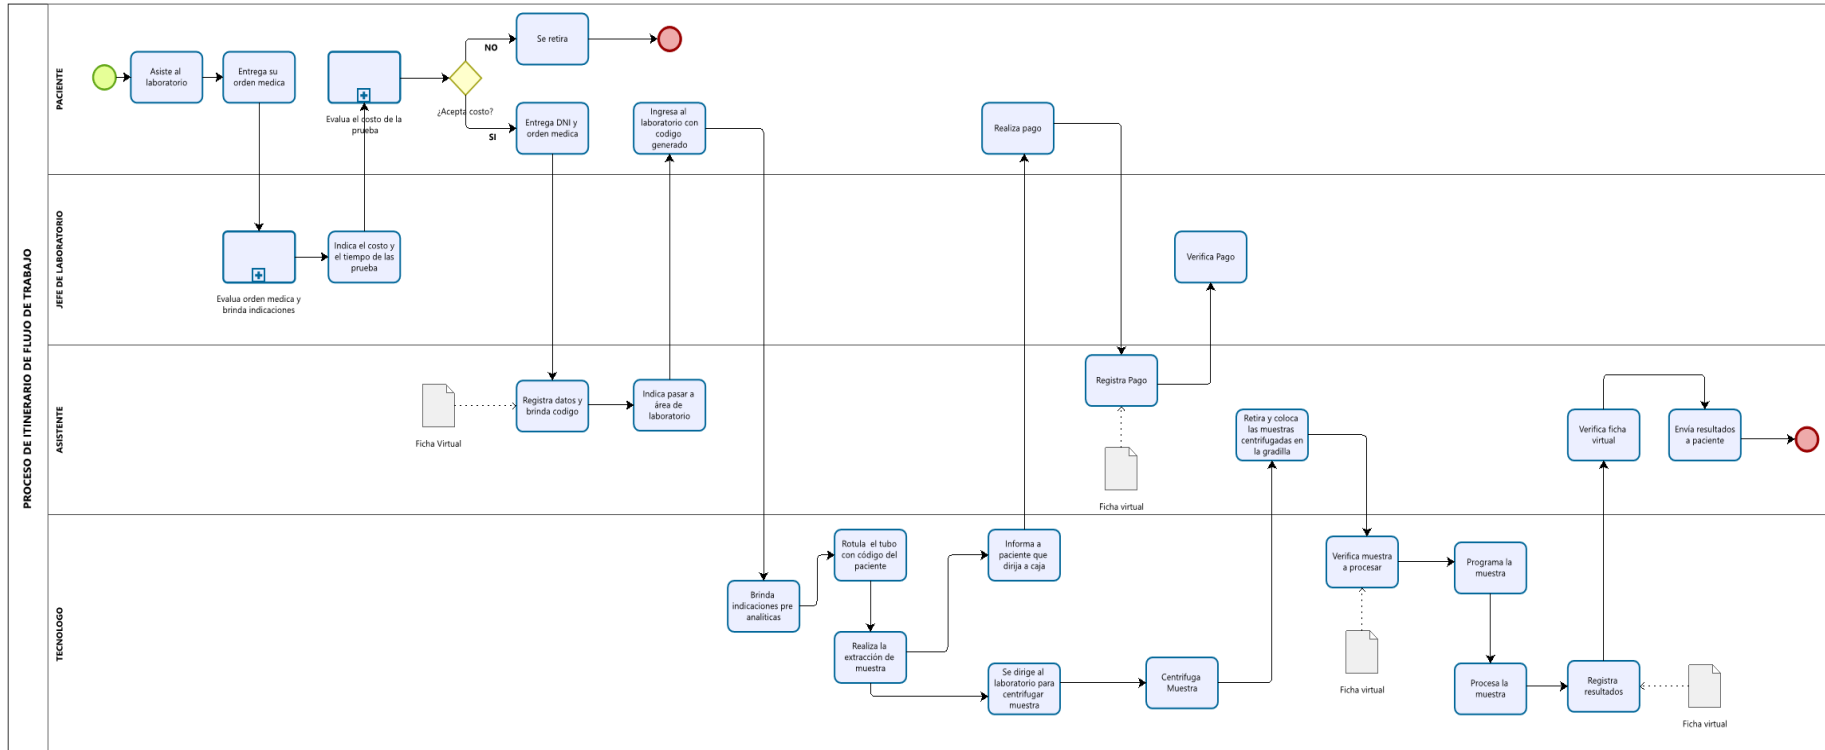 PROCESO DE ITINERARIO DE FLUJO DE TRABAJO
PACIENTE
Asiste al
laboratorio
Entrega su
orden medica
Evalua el costo de la
prueba
¿Acepta costo?
NO
Se retira
SI
Entrega DNI y
orden medica
Ingresa al
laboratorio con
codigo
generado
Realiza pago
JEFE DE LABORATORIO
Evalua orden medica y
brinda indicaciones
Indica el costo y
el tiempo de las
prueba
Verifica Pago
ASISTENTE
Ficha Virtual
Registra datos y
brinda codigo
Indica pasar a
área de
laboratorio
Registra Pago
Ficha virtual
Retira y coloca
las muestras
centrifugadas en
la gradilla
Verifica ficha
virtual
Envía resultados
a paciente
TECNOLOGO
Brinda
indicaciones pre
analíticas
Rotula el tubo
con código del
paciente
Realiza la
extracción de
muestra
Informa a
paciente que
dirija a caja
Se dirige al
laboratorio para
centrifugar
muestra
Centrifuga
Muestra
Verifica muestra
a procesar
Ficha virtual
Programa la
muestra
Procesa la
muestra
Registra
resultados
Ficha virtual